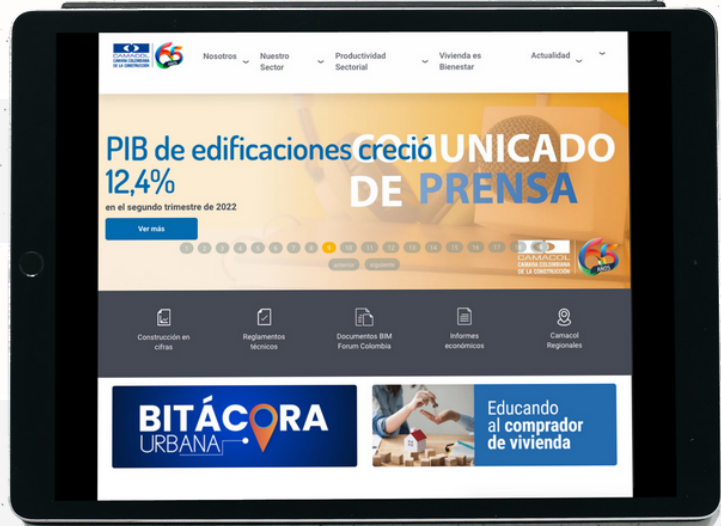 CAMACOL
CÁMARA COLOMBIANA
DE LA CONSTRUCCIÓN
65
AÑOS
Nosotros
Nuestro
Sector
Productividad
Sectorial
Vivienda es
Bienestar
Actualidad
PIB de edificaciones creció
12,4%
en el segundo trimestre de 2022
Ver más
COMUNICADO
DE PRENSA
1 2 3 4 5 6 7 8 9 10 11 12 13 14 15 16 17
anterior siguiente
CAMACOL
CÁMARA COLOMBIANA
DE LA CONSTRUCCIÓN
65
AÑOS
Construcción en
cifras
Reglamentos
técnicos
Documentos BIM
Forum Colombia
Informes
económicos
Camacol
Regionales
BITÁCORA
URBANA
Educando
al comprador
de vivienda